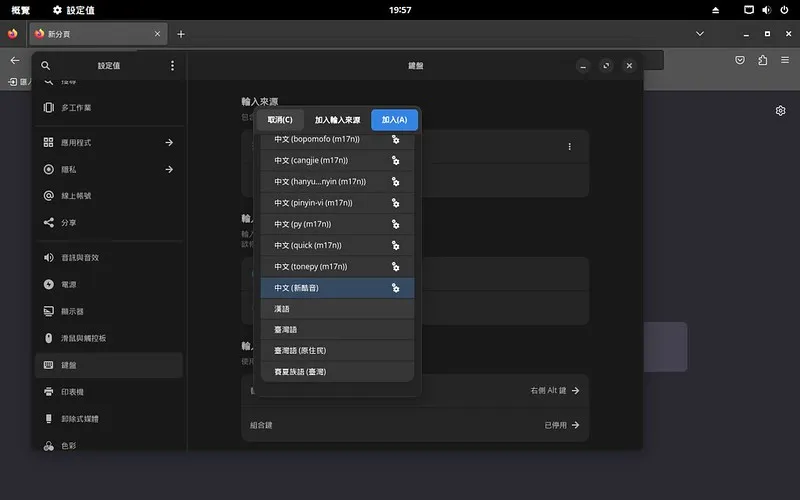 概覽
設定值
19:57
新分頁
設定值
鍵盤
搜尋
多工作業
應用程式
隱私
線上帳號
分享
音訊與音效
電源
顯示器
滑鼠與觸控板
鍵盤
印表機
卸除式媒體
色彩
輸入來源
取消(C)
加入輸入來源
加入(A)
中文 (bopomofo (m17n))
中文 (cangjie (m17n))
中文 (hanyu...nyin (m17n))
中文 (pinyin-vi (m17n))
中文 (py (m17n))
中文 (quick (m17n))
中文 (tonepy (m17n))
中文 (新酷音)
漢語
臺灣語
臺灣語 (原住民)
賽夏族語 (臺灣)
右側 Alt 鍵
組合鍵
已停用